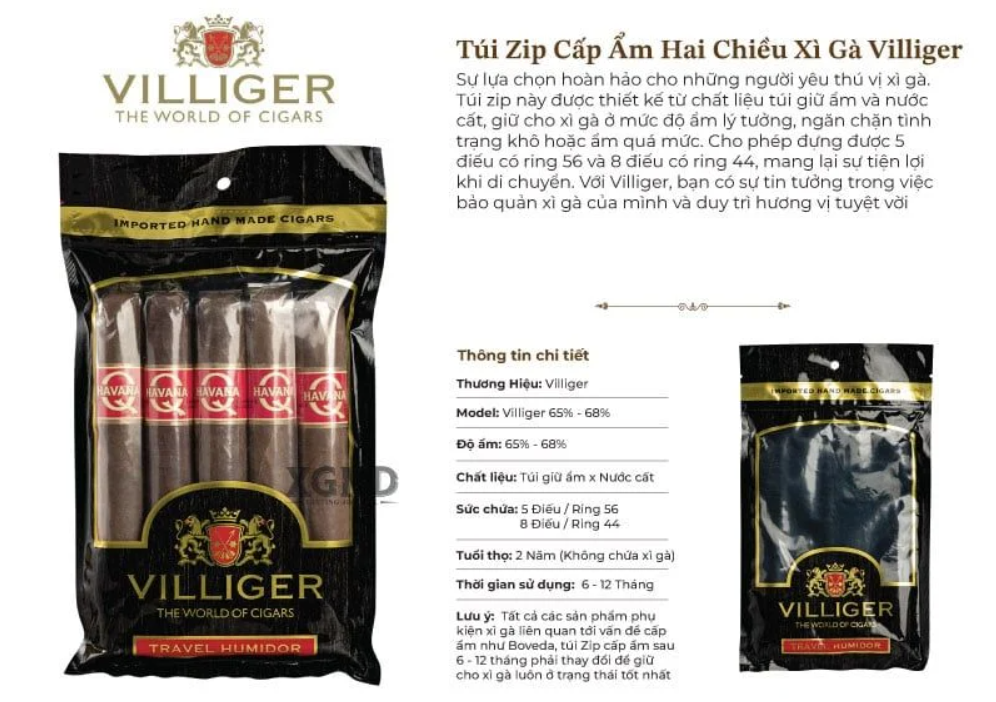 VILLIGER
THE WORLD OF CIGARS
IMPORTED HAND MADE CIGARS
HAVANA HAVANA HAVANA HAVANA HAVANA
Q Q Q Q Q
XGND
VILLIGER
THE WORLD OF CIGARS
TRAVEL HUMIDOR
Túi Zip Cấp Ẩm Hai Chiều Xì Gà Villiger
Sự lựa chọn hoàn hảo cho những người yêu thú vị xì gà.
Túi zip này được thiết kế từ chất liệu túi giữ ẩm và nước
cất, giữ cho xì gà ở mức độ ẩm lý tưởng, ngăn chặn tình
trạng khô hoặc ẩm quá mức. Cho phép đựng được 5
điếu có ring 56 và 8 điếu có ring 44, mang lại sự tiện lợi
khi di chuyển. Với Villiger, bạn có sự tin tưởng trong việc
bảo quản xì gà của mình và duy trì hương vị tuyệt vời
Thông tin chi tiết
Thương Hiệu: Villiger
Model: Villiger 65% - 68%
Độ ẩm: 65% - 68%
Chất liệu: Túi giữ ẩm x Nước cất
Sức chứa: 5 Điếu / Ring 56
8 Điếu / Ring 44
Tuổi thọ: 2 Năm (Không chứa xì gà)
Thời gian sử dụng: 6 - 12 Tháng
Lưu ý: Tất cả các sản phẩm phụ
kiện xì gà liên quan tới vấn đề cấp
ẩm như Boveda, túi Zip cấp ẩm sau
6 - 12 tháng phải thay đổi để giữ
cho xì gà luôn ở trạng thái tốt nhất
IMPORTED HAND MADE CIGARS
VILLIGER
THE WORLD OF CIGARS
TRAVEL HUMIDOR